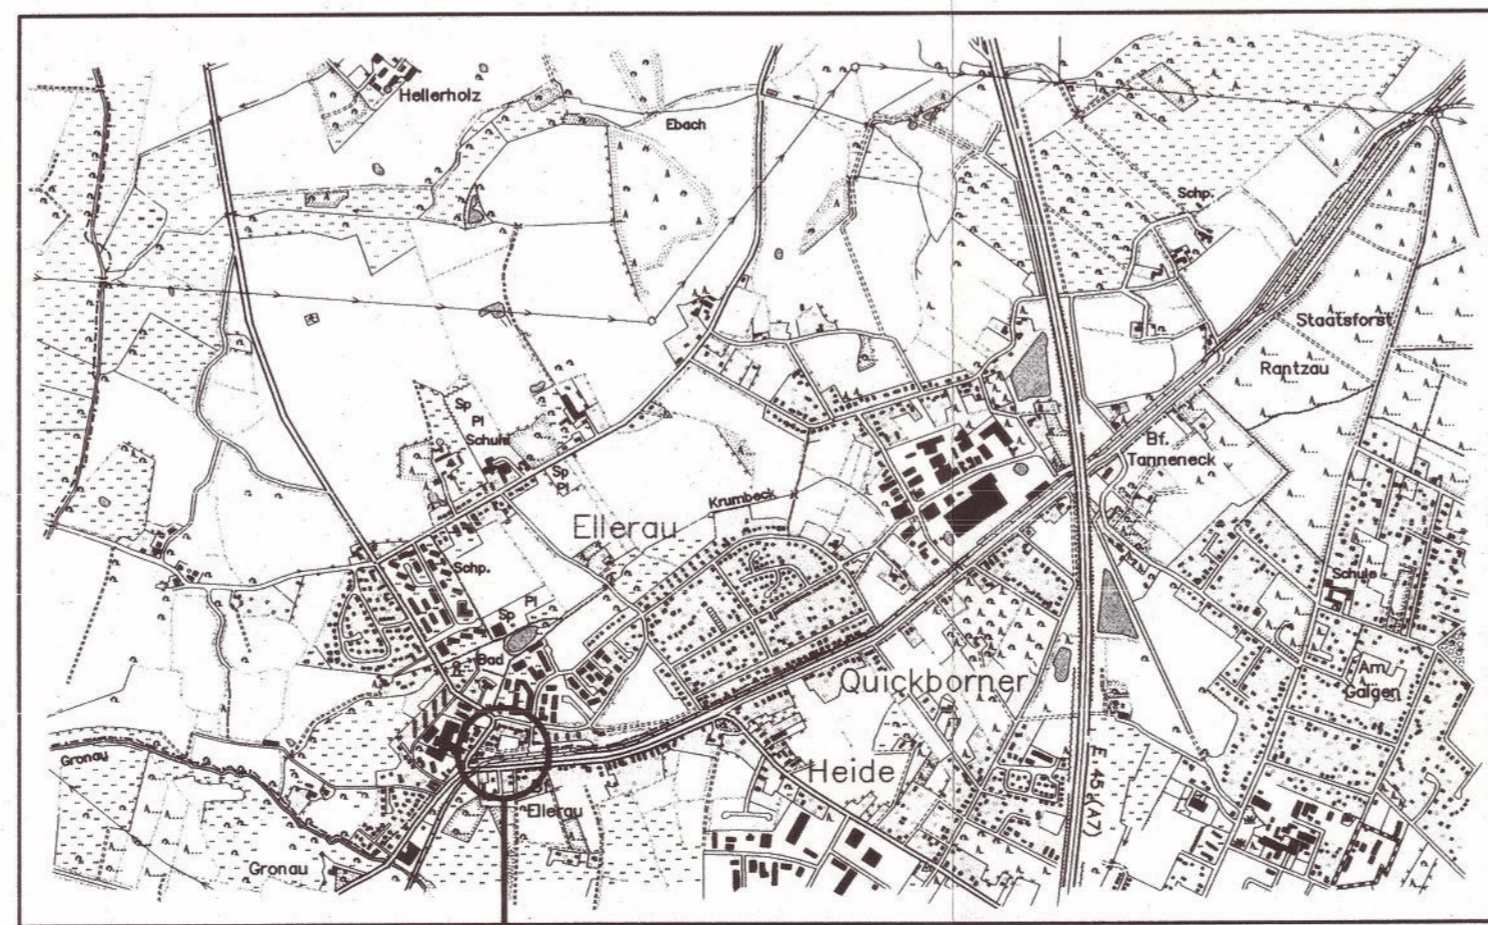 Hellerholz
Ebach
Schp.
Staatsforst
Rantzau
Sp
Pl
Schule
Sp
Pl
Bf.
Tanneneck
Krumbeck
Ellerau
Schp.
Schule
Sp
Pl
Bad
Am
Galgen
Quickborner
Heide
E 45 (A7)
Gronau
Bf.
Ellerau
Gronau